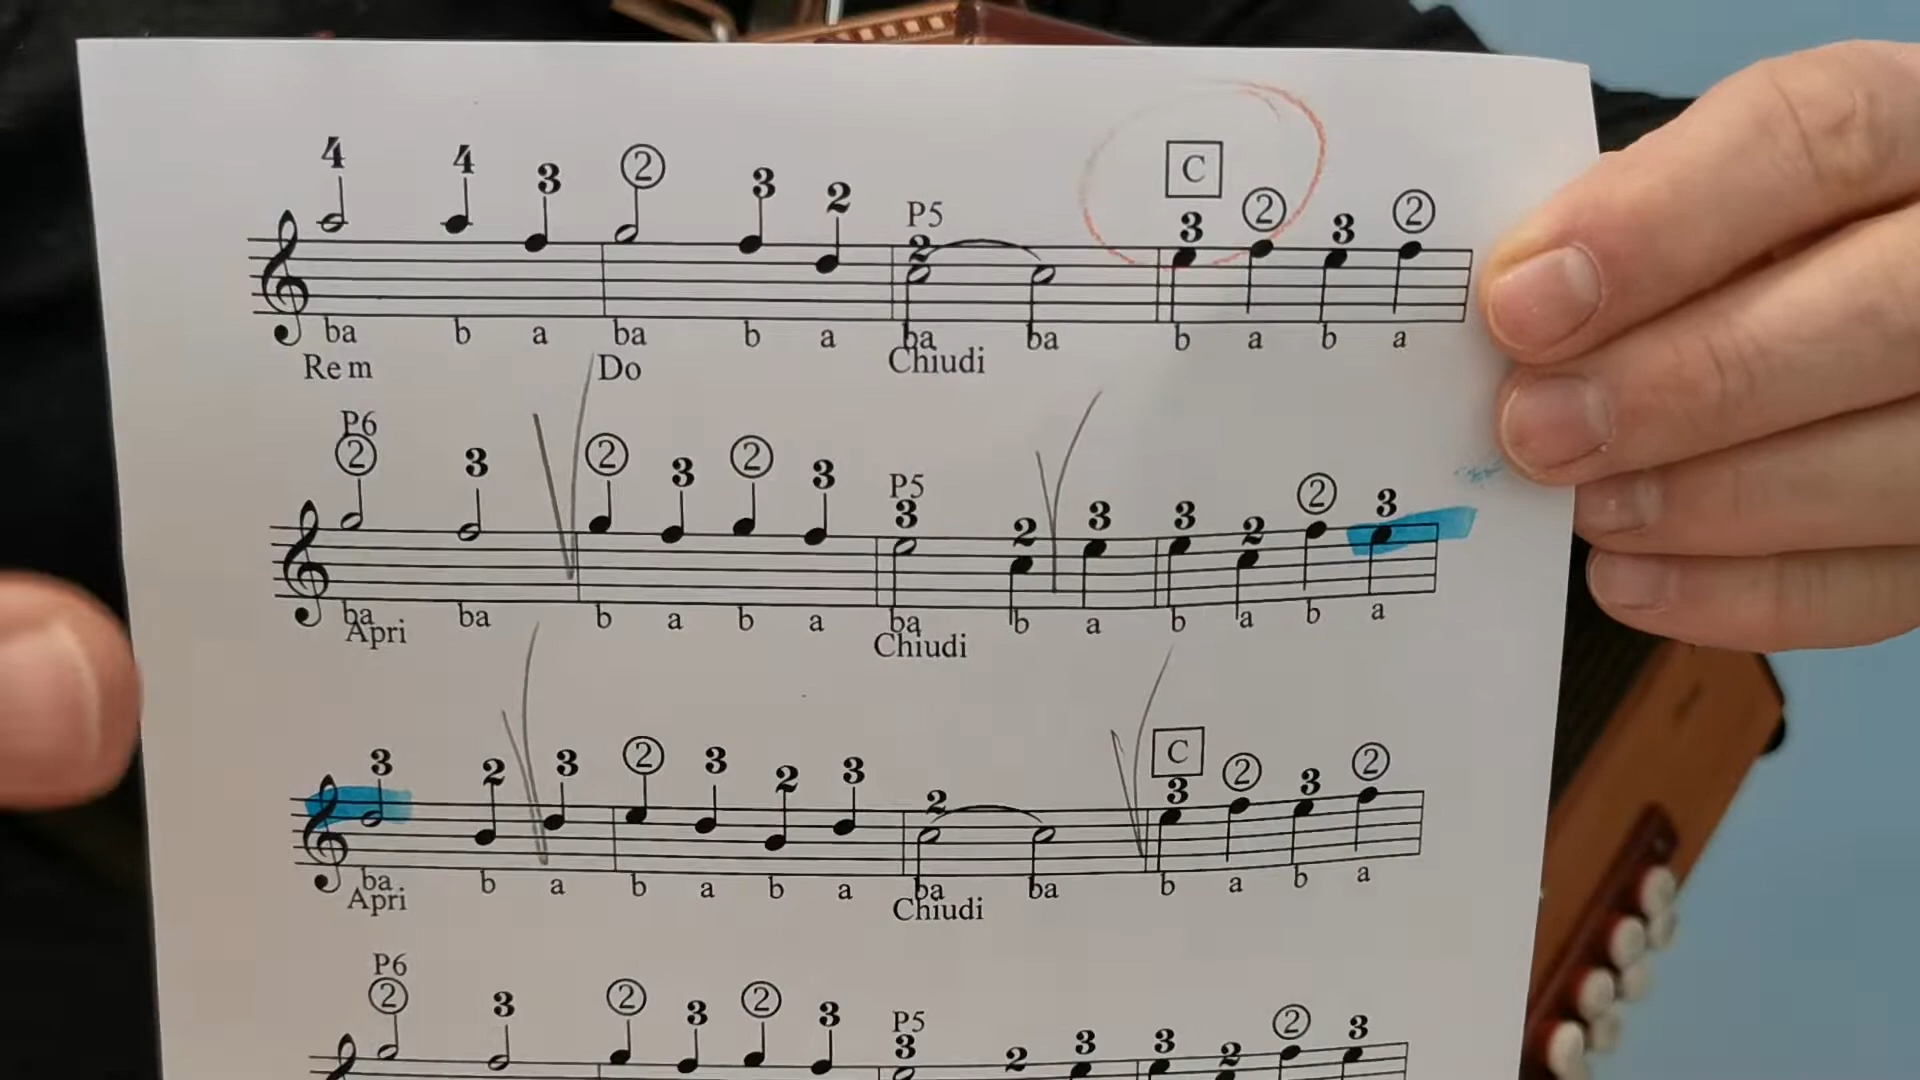 4 4 3 ② 3 2 P5 2 C 3 ② 3 ②
ba b a ba b a ba ba b a b a
Rem Do Chiudi
P6
② 3 ② 3 ② 3 P5 3 2 3 3 2 ② 3
ba ba b a b a ba b a b a b a
Apri Chiudi
3 2 3 ② 3 2 3 2 C 3 ② 3 ②
ba b a b a b a ba ba b a b a
Apri Chiudi
P6
② 3 ② 3 ② 3 P5 3 2 3 3 2 ② 3